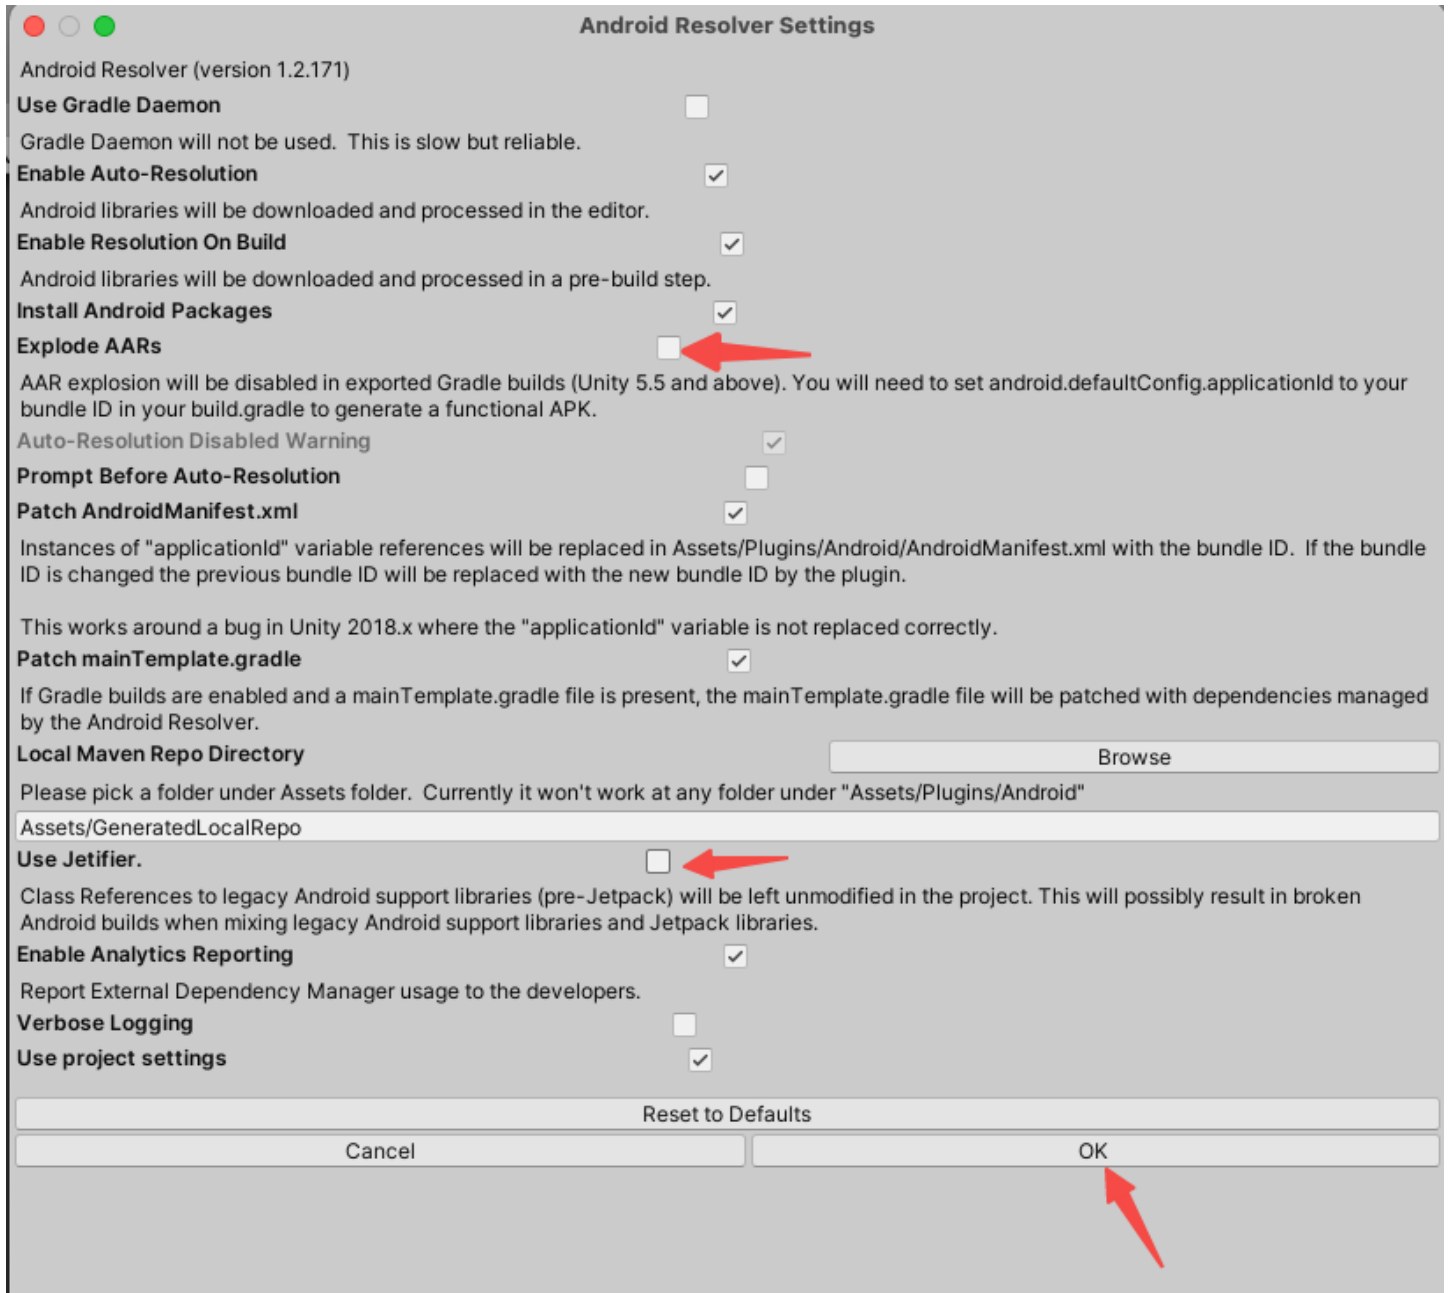 Android Resolver Settings
Android Resolver (version 1.2.171)
Use Gradle Daemon
Gradle Daemon will not be used.  This is slow but reliable.
Enable Auto-Resolution
Android libraries will be downloaded and processed in the editor.
Enable Resolution On Build
Android libraries will be downloaded and processed in a pre-build step.
Install Android Packages
Explode AARs
AAR explosion will be disabled in exported Gradle builds (Unity 5.5 and above). You will need to set android.defaultConfig.applicationId to your
bundle ID in your build.gradle to generate a functional APK.
Auto-Resolution Disabled Warning
Prompt Before Auto-Resolution
Patch AndroidManifest.xml
Instances of "applicationId" variable references will be replaced in Assets/Plugins/Android/AndroidManifest.xml with the bundle ID.  If the bundle
ID is changed the previous bundle ID will be replaced with the new bundle ID by the plugin.
This works around a bug in Unity 2018.x where the "applicationId" variable is not replaced correctly.
Patch mainTemplate.gradle
If Gradle builds are enabled and a mainTemplate.gradle file is present, the mainTemplate.gradle file will be patched with dependencies managed
by the Android Resolver.
Local Maven Repo Directory
Browse
Please pick a folder under Assets folder.  Currently it won't work at any folder under "Assets/Plugins/Android"
Assets/GeneratedLocalRepo
Use Jetifier.
Class References to legacy Android support libraries (pre-Jetpack) will be left unmodified in the project. This will possibly result in broken
Android builds when mixing legacy Android support libraries and Jetpack libraries.
Enable Analytics Reporting
Report External Dependency Manager usage to the developers.
Verbose Logging
Use project settings
Reset to Defaults
Cancel
OK